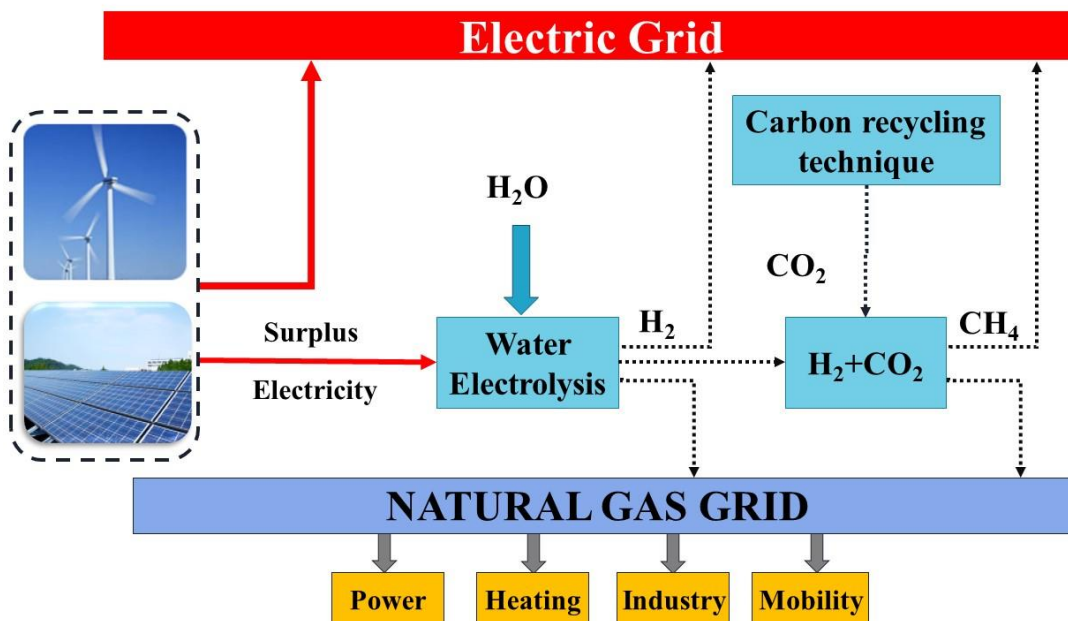 Electric Grid
Carbon recycling
technique
H₂O
CO₂
Surplus
Electricity
Water
Electrolysis
H₂
H₂+CO₂
CH₄
NATURAL GAS GRID
Power
Heating
Industry
Mobility